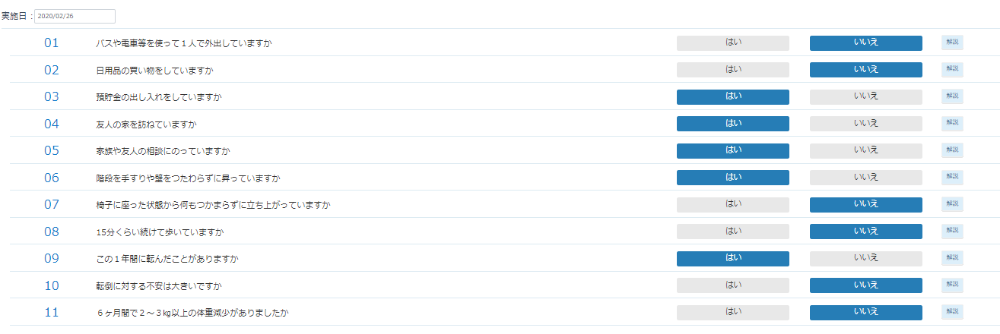 実施日：2020/02/26
01 バスや電車等を使って１人で外出していますか はい いいえ 解説
02 日用品の買い物をしていますか はい いいえ 解説
03 預貯金の出し入れをしていますか はい いいえ 解説
04 友人の家を訪ねていますか はい いいえ 解説
05 家族や友人の相談にのっていますか はい いいえ 解説
06 階段を手すりや壁をつたわらずに昇っていますか はい いいえ 解説
07 椅子に座った状態から何もつかまらずに立ち上がっていますか はい いいえ 解説
08 15分くらい続けて歩いていますか はい いいえ 解説
09 この１年間に転んだことがありますか はい いいえ 解説
10 転倒に対する不安は大きいですか はい いいえ 解説
11 ６ヶ月間で２～３㎏以上の体重減少がありましたか はい いいえ 解説